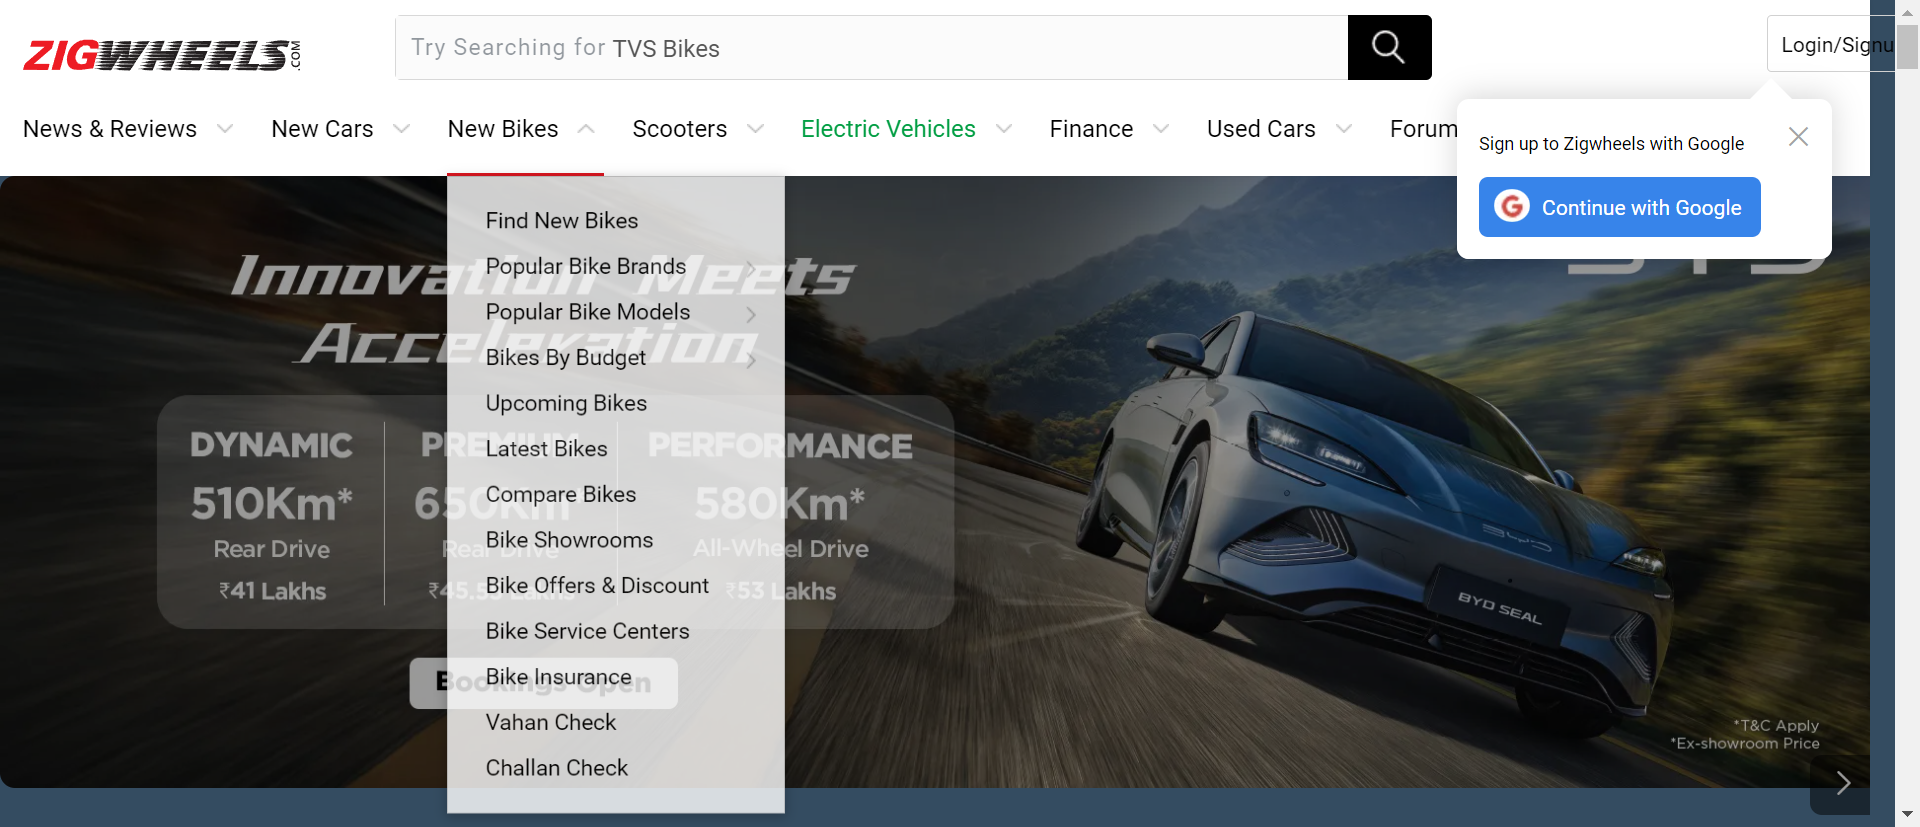 ZIGWHEELS.COM
Try Searching for TVS Bikes
Login/Signu
News & Reviews
New Cars
New Bikes
Scooters
Electric Vehicles
Finance
Used Cars
Forum
Sign up to Zigwheels with Google
Continue with Google
Find New Bikes
Popular Bike Brands
Popular Bike Models
Bikes By Budget
Upcoming Bikes
Latest Bikes
Compare Bikes
Bike Showrooms
Bike Offers & Discount
Bike Service Centers
Bike Insurance
Vahan Check
Challan Check
Innovation Meets
Acceleration
DYNAMIC
510Km*
Rear Drive
₹41 Lakhs
PREMIUM
650Km*
Rear Drive
Lakhs
PERFORMANCE
580Km*
All-Wheel Drive
₹53 Lakhs
Bookings Open
BYD
BYD SEAL
*T&C Apply
*Ex-showroom Price